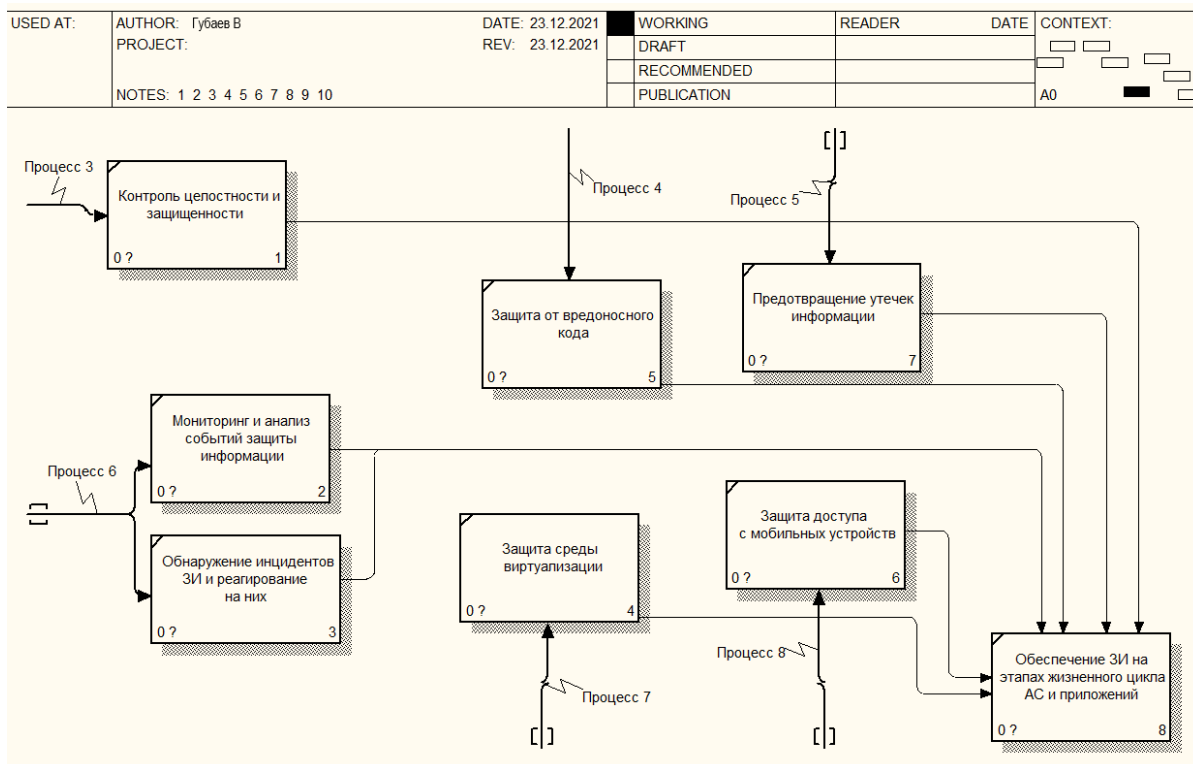 USED AT:
AUTHOR: Губаев В
DATE: 23.12.2021
PROJECT:
REV: 23.12.2021
NOTES: 1 2 3 4 5 6 7 8 9 10
WORKING
DRAFT
RECOMMENDED
PUBLICATION
READER
DATE
CONTEXT:
A0
Процесс 3
Контроль целостности и
защищенности
0 ?
1
Процесс 4
Процесс 5
Защита от вредоносного
кода
0 ?
5
Предотвращение утечек
информации
0 ?
7
Мониторинг и анализ
событий защиты
информации
0 ?
2
Процесс 6
Обнаружение инцидентов
ЗИ и реагирование
на них
0 ?
3
Защита среды
виртуализации
0 ?
4
Защита доступа
с мобильных устройств
0 ?
6
Процесс 7
Процесс 8
Обеспечение ЗИ на
этапах жизненного цикла
АС и приложений
0 ?
8